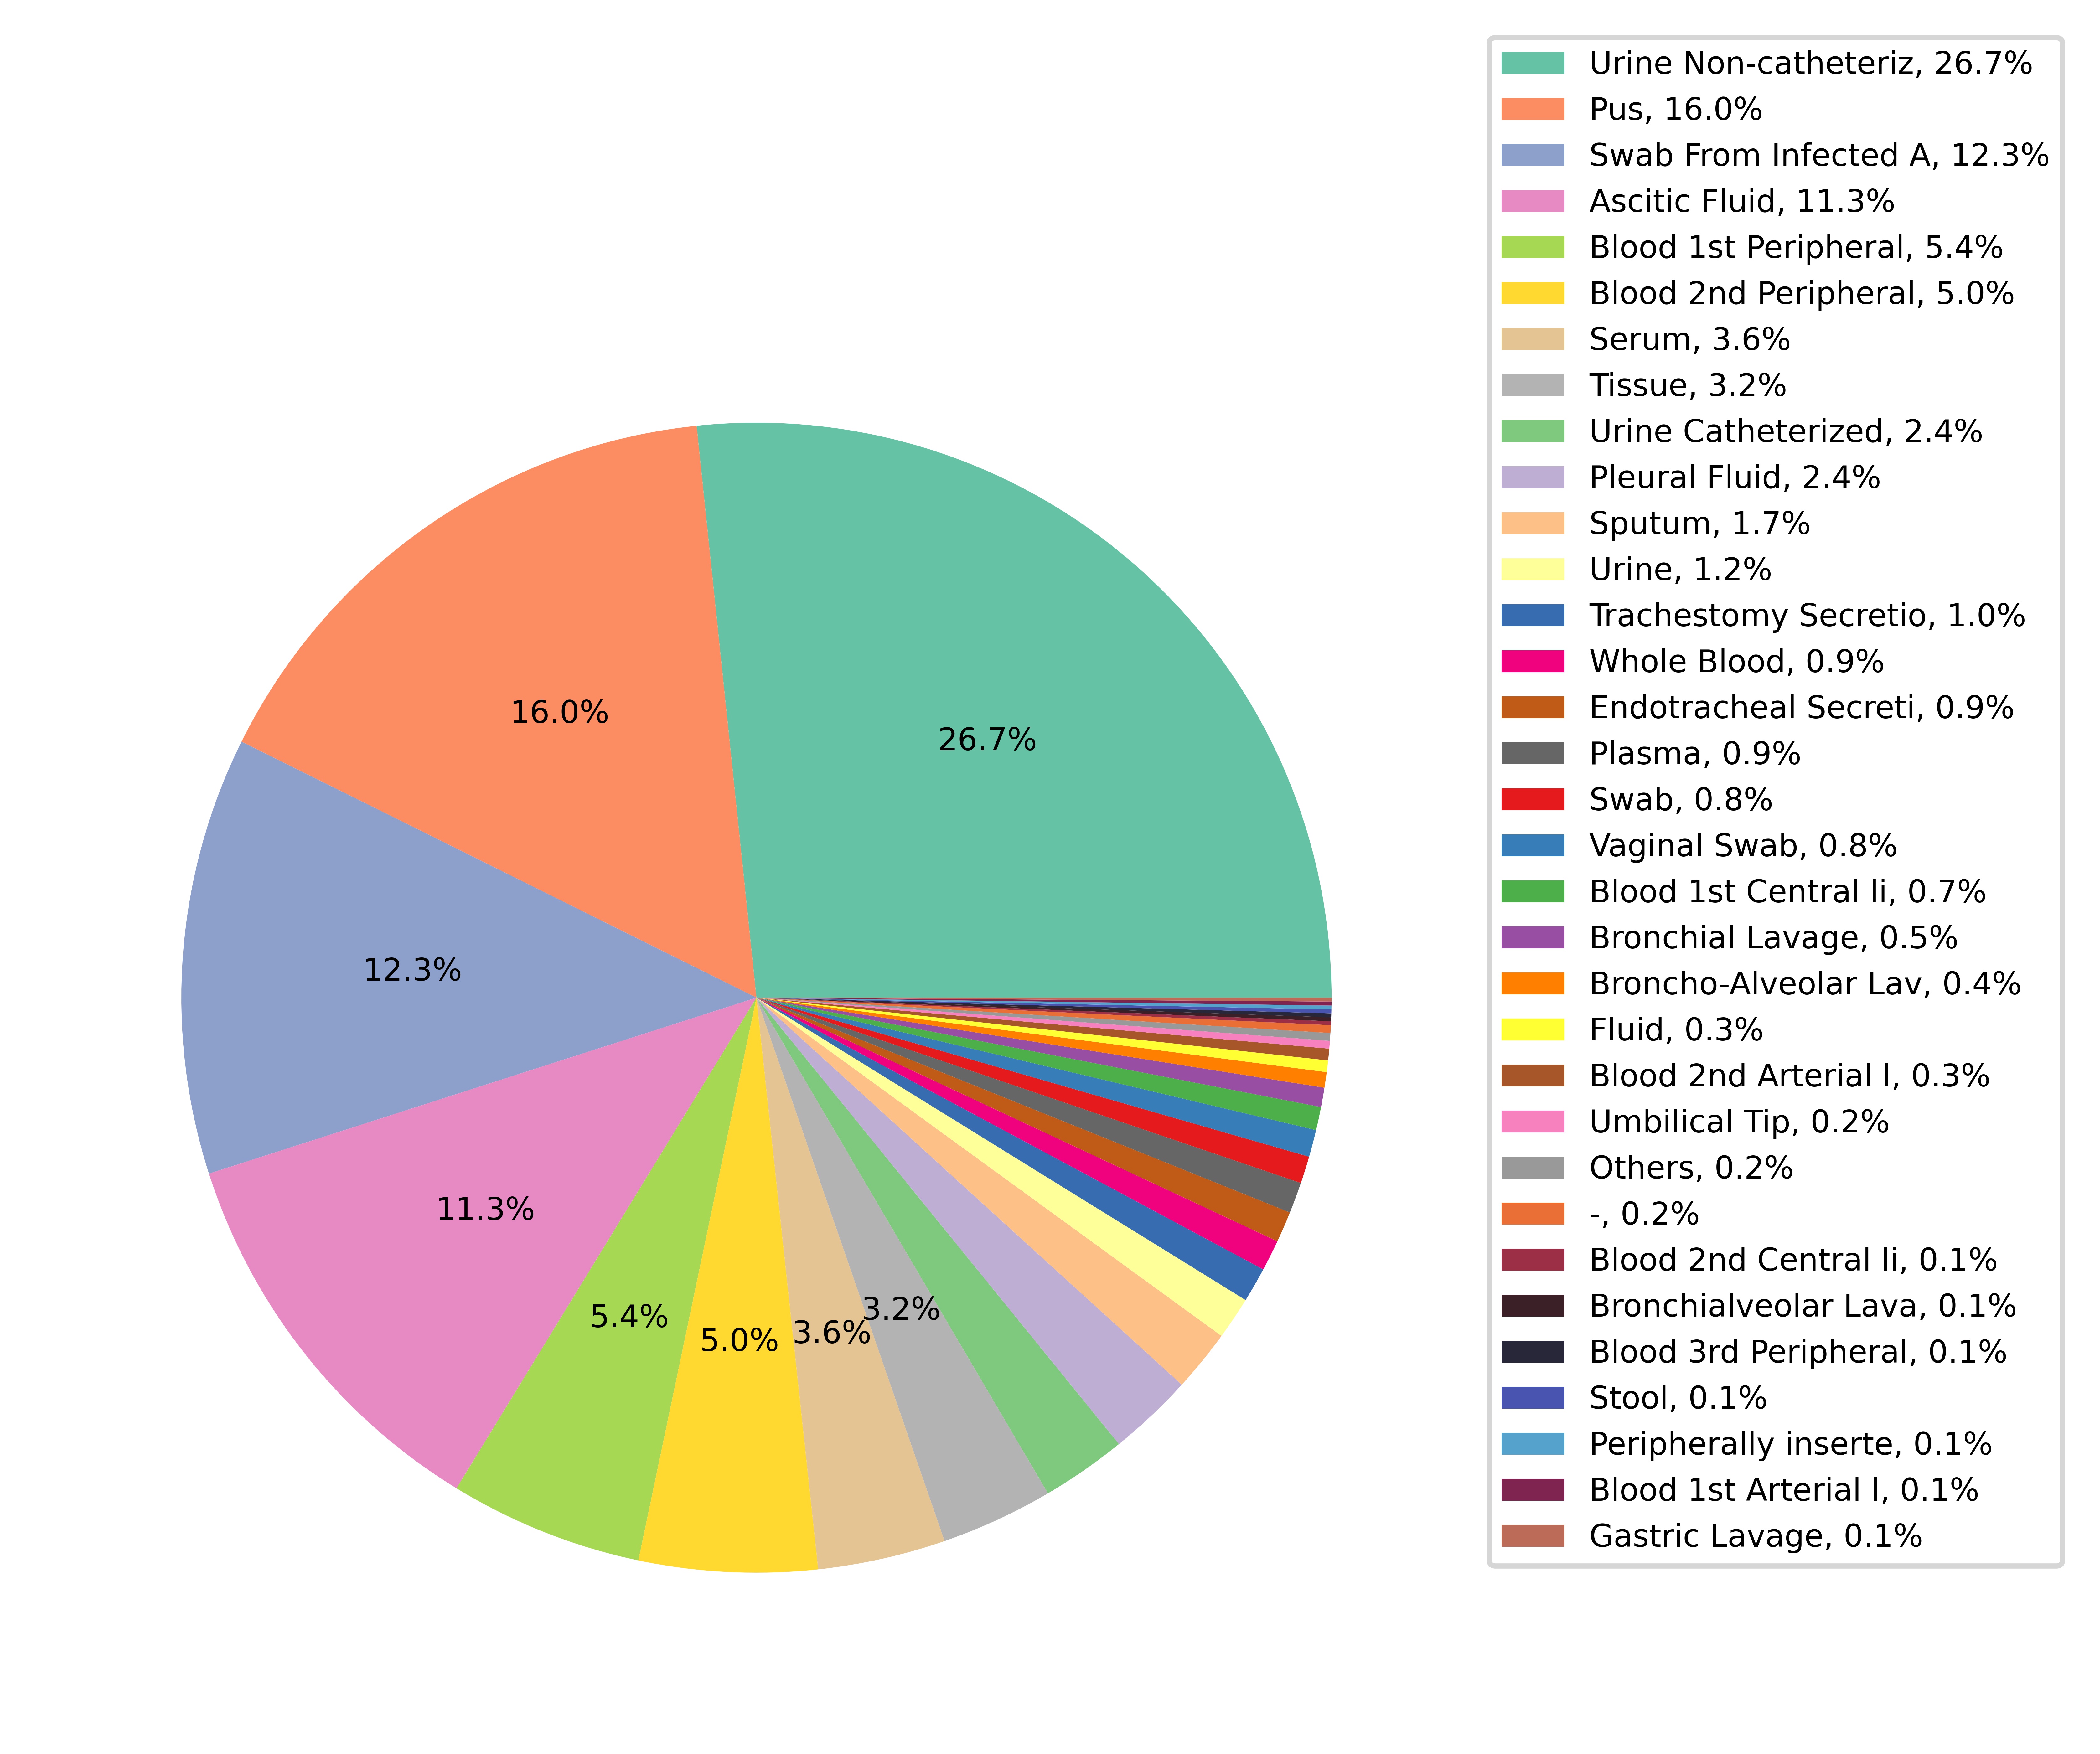 26.7%
16.0%
12.3%
11.3%
5.4%
5.0%
3.6%
3.2%
Urine Non-catheteriz, 26.7%
Pus, 16.0%
Swab From Infected A, 12.3%
Ascitic Fluid, 11.3%
Blood 1st Peripheral, 5.4%
Blood 2nd Peripheral, 5.0%
Serum, 3.6%
Tissue, 3.2%
Urine Catheterized, 2.4%
Pleural Fluid, 2.4%
Sputum, 1.7%
Urine, 1.2%
Trachestomy Secretio, 1.0%
Whole Blood, 0.9%
Endotracheal Secreti, 0.9%
Plasma, 0.9%
Swab, 0.8%
Vaginal Swab, 0.8%
Blood 1st Central li, 0.7%
Bronchial Lavage, 0.5%
Broncho-Alveolar Lav, 0.4%
Fluid, 0.3%
Blood 2nd Arterial l, 0.3%
Umbilical Tip, 0.2%
Others, 0.2%
-, 0.2%
Blood 2nd Central li, 0.1%
Bronchialveolar Lava, 0.1%
Blood 3rd Peripheral, 0.1%
Stool, 0.1%
Peripherally inserte, 0.1%
Blood 1st Arterial l, 0.1%
Gastric Lavage, 0.1%